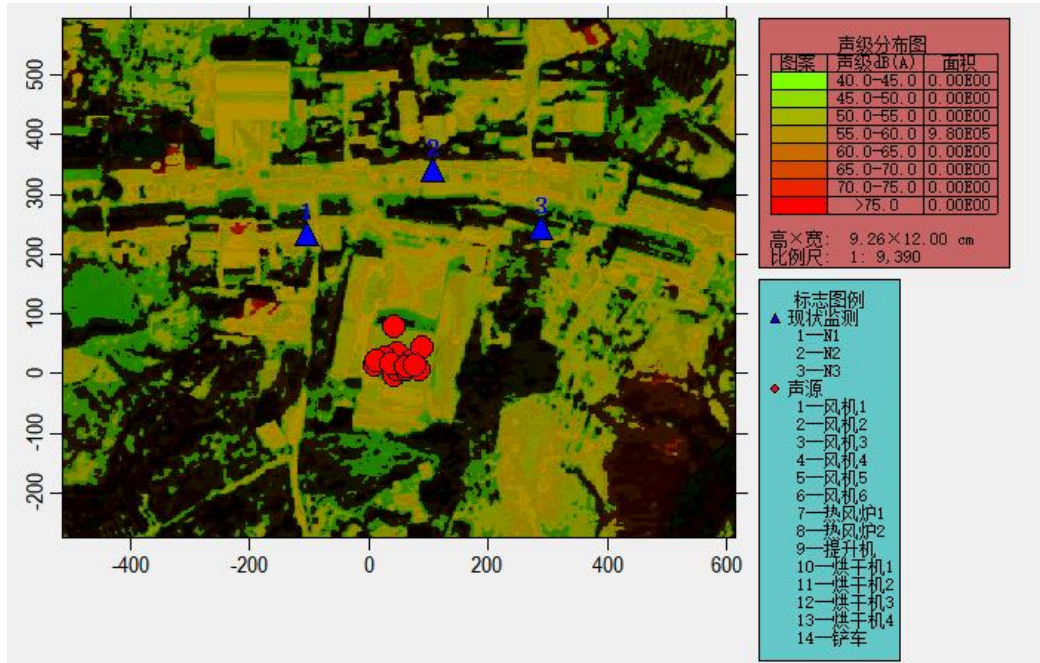 声级分布图
图案 声级dB(A) 面积
40.0-45.0 0.00E00
45.0-50.0 0.00E00
50.0-55.0 0.00E00
55.0-60.0 9.80E05
60.0-65.0 0.00E00
65.0-70.0 0.00E00
70.0-75.0 0.00E00
>75.0 0.00E00
高×宽: 9.26×12.00 cm
比例尺: 1: 9,390
标志图例
现状监测
1—N1
2—N2
3—N3
声源
1—风机1
2—风机2
3—风机3
4—风机4
5—风机5
6—风机6
7—热风炉1
8—热风炉2
9—提升机
10—烘干机1
11—烘干机2
12—烘干机3
13—烘干机4
14—铲车
500
400
300
200
100
0
-100
-200
2
1
3
-400
-200
0
200
400
600